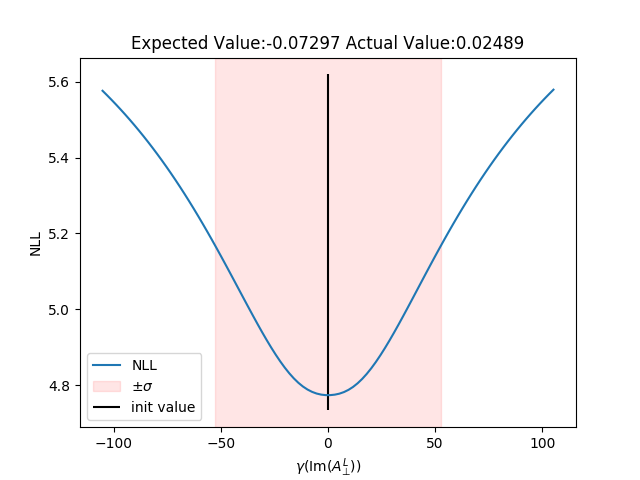 Expected Value:-0.07297 Actual Value:0.02489
5.6
5.4
5.2
5.0
4.8
NLL
NLL
±σ
init value
−100
−50
0
50
100
γ(Im(A_⊥^L))